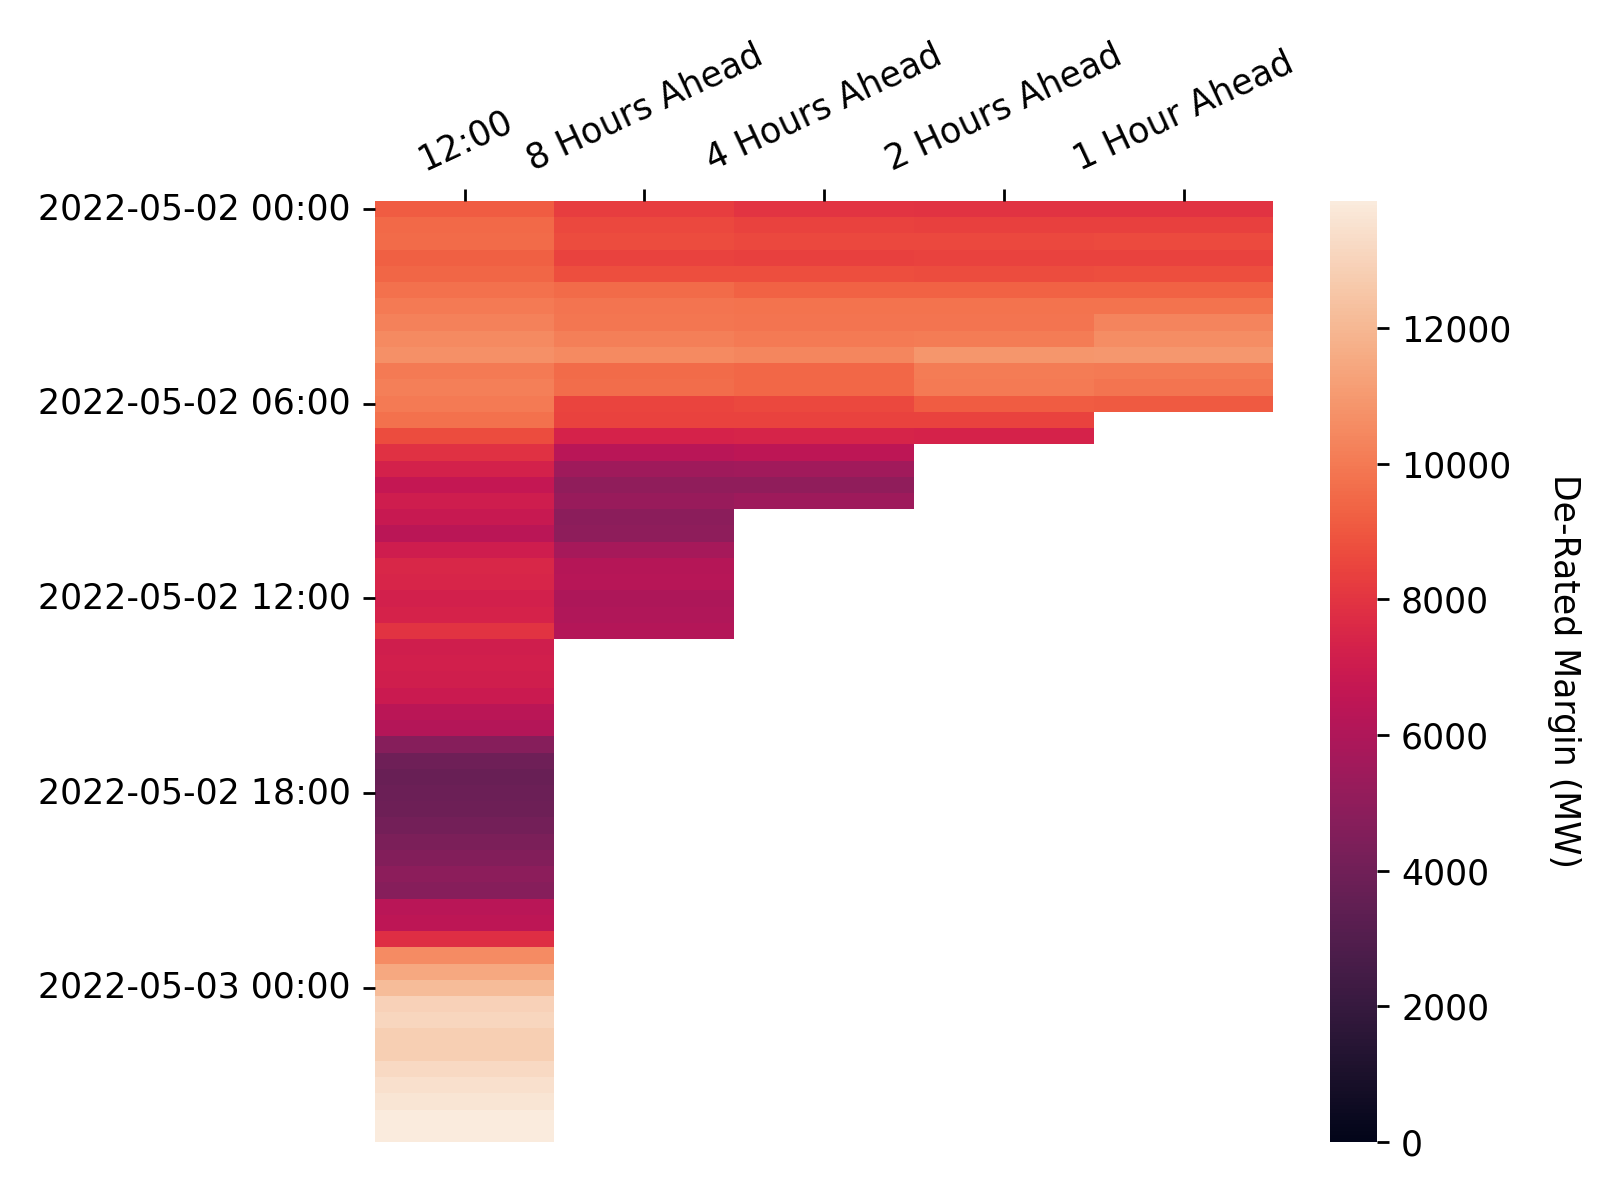 12:00
8 Hours Ahead
4 Hours Ahead
2 Hours Ahead
1 Hour Ahead
2022-05-02 00:00
2022-05-02 06:00
2022-05-02 12:00
2022-05-02 18:00
2022-05-03 00:00
12000
10000
8000
6000
4000
2000
0
De-Rated Margin (MW)